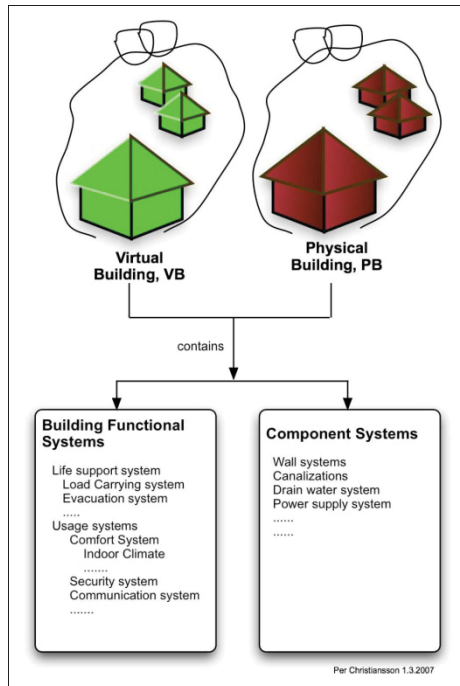 Virtual
Building, VB
Physical
Building, PB
contains
Building Functional
Systems
Life support system
Load Carrying system
Evacuation system
.....
Usage systems
Comfort System
Indoor Climate
.......
Security system
Communication system
.......
Component Systems
Wall systems
Canalizations
Drain water system
Power supply system
......
......
Per Christiansson 1.3.2007